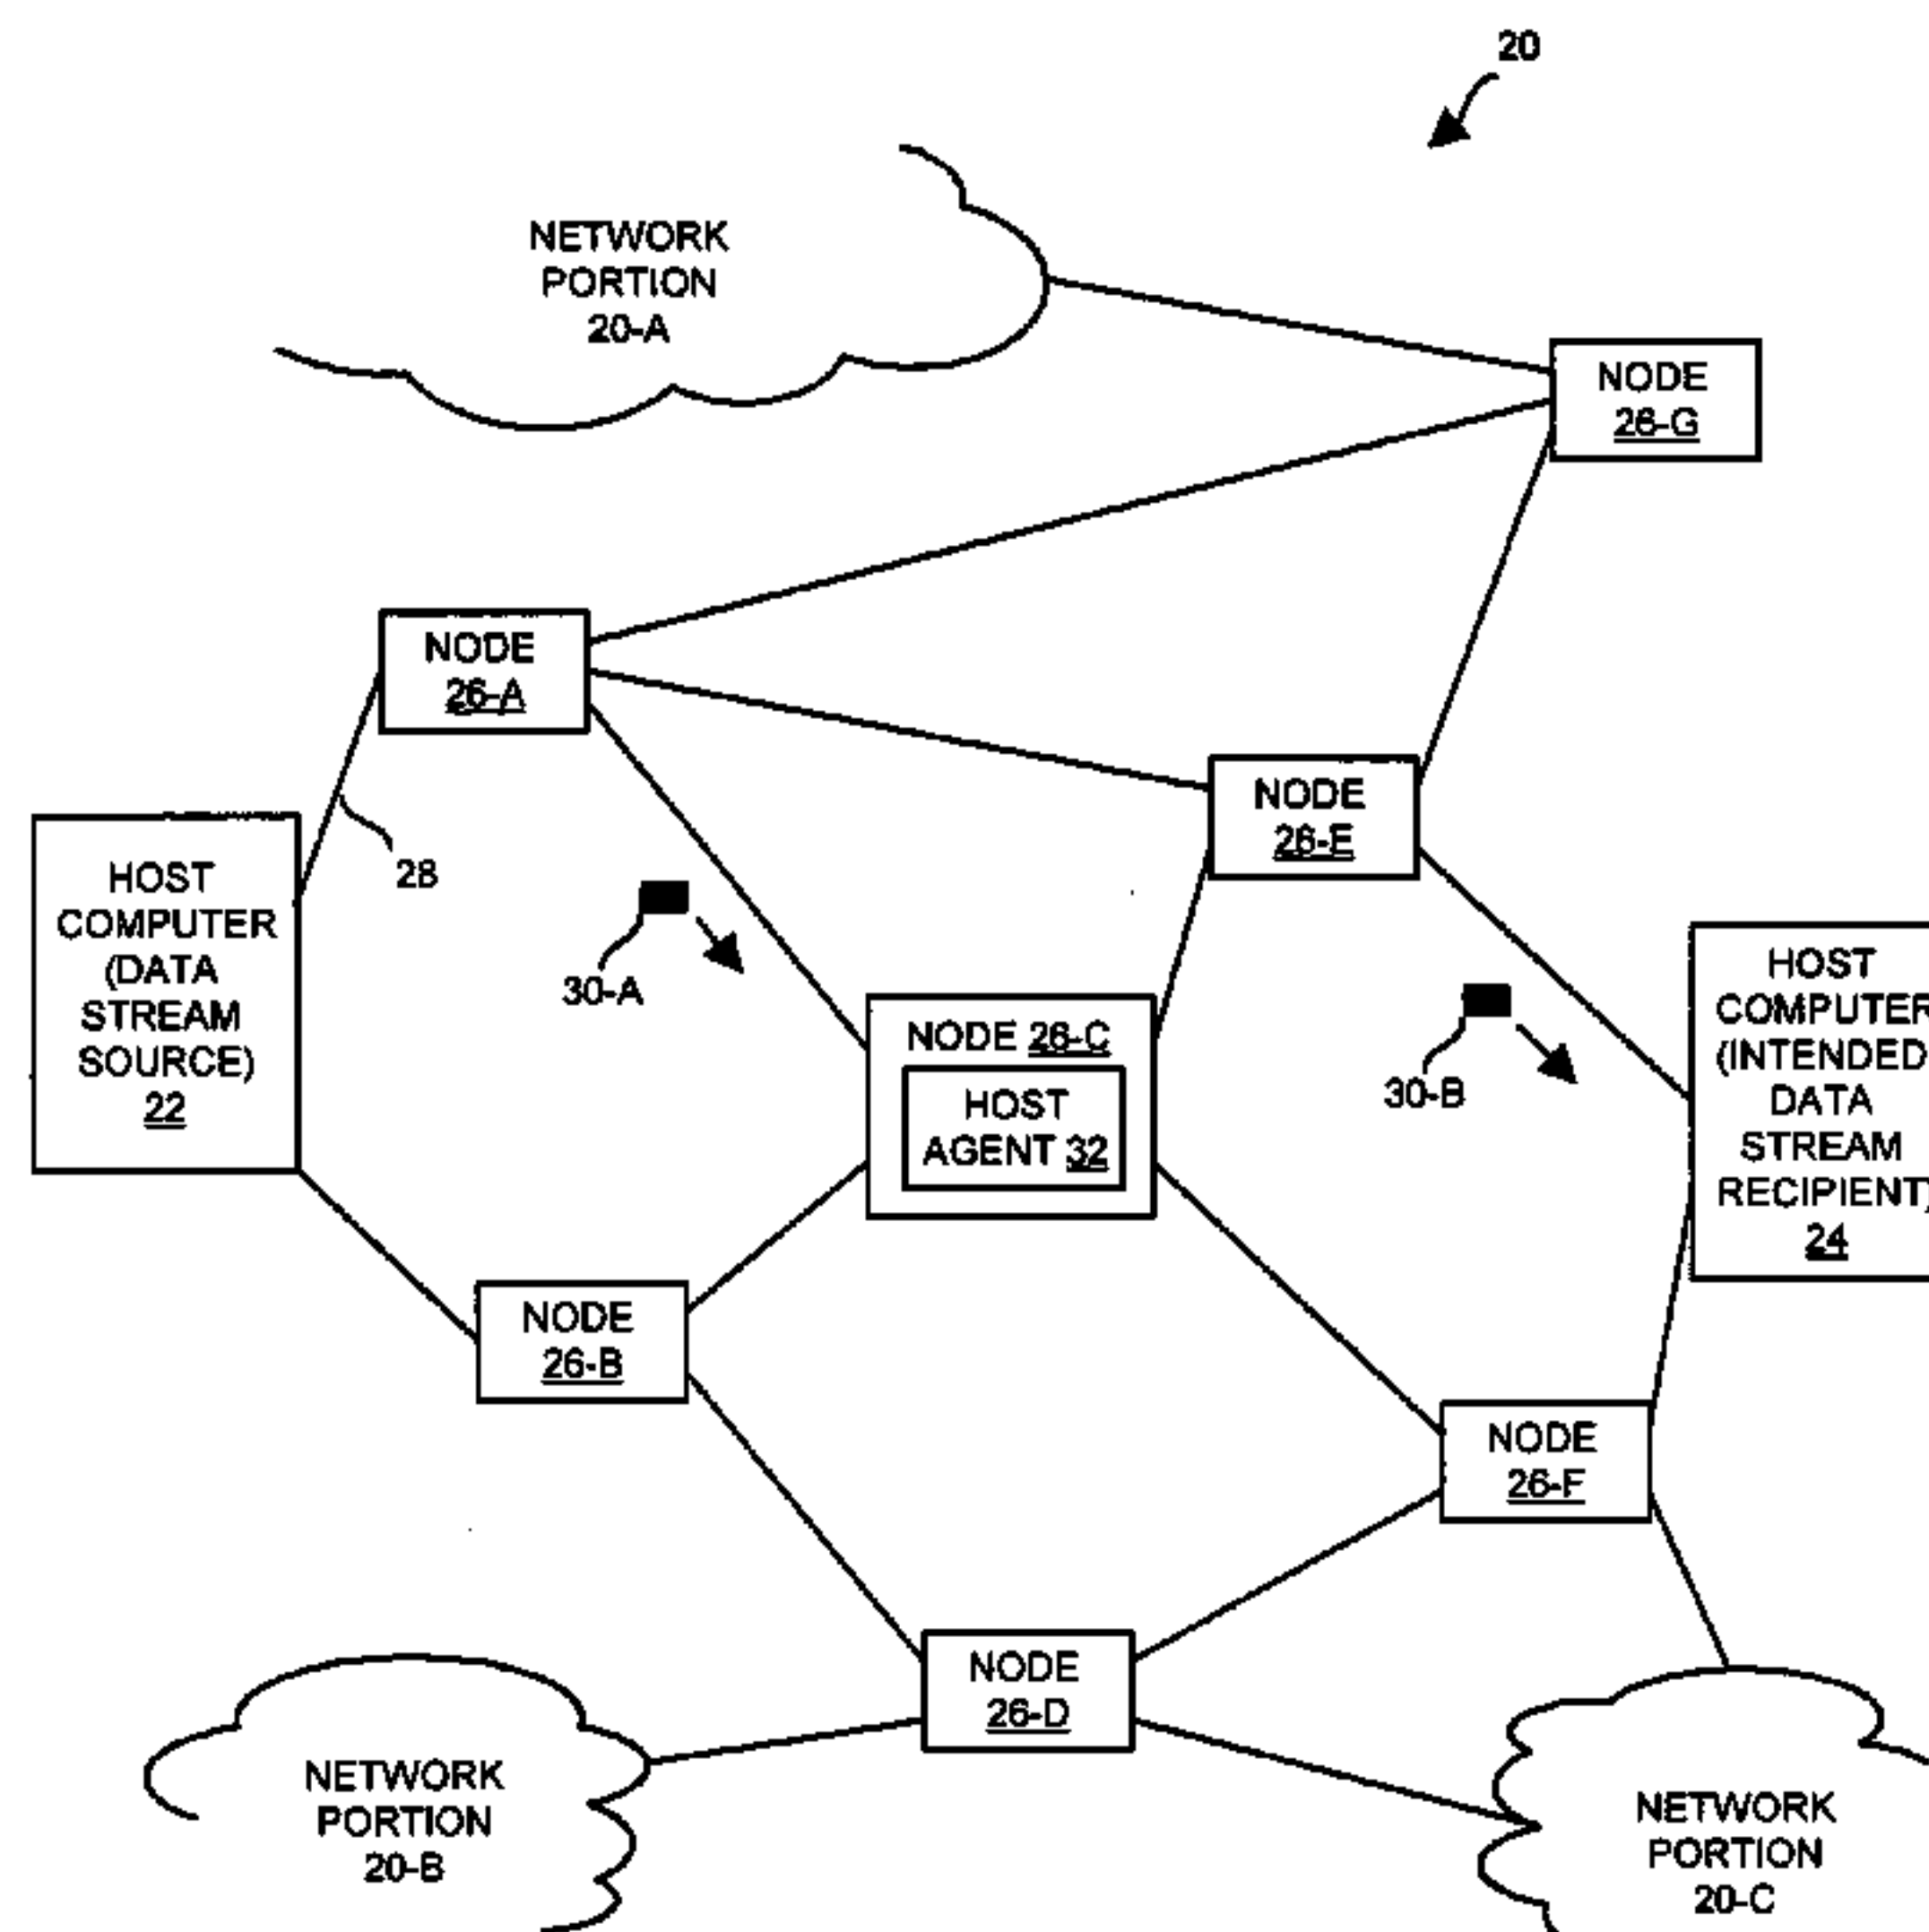 20
NETWORK
PORTION
20-A
NODE
26-G
NODE
26-A
NODE
26-E
28
HOST
COMPUTER
(DATA
STREAM
SOURCE)
22
30-A
NODE 26-C
HOST
AGENT 32
30-B
HOST
COMPUTER
(INTENDED
DATA
STREAM
RECIPIENT)
24
NODE
26-B
NODE
26-F
NODE
26-D
NETWORK
PORTION
20-B
NETWORK
PORTION
20-C